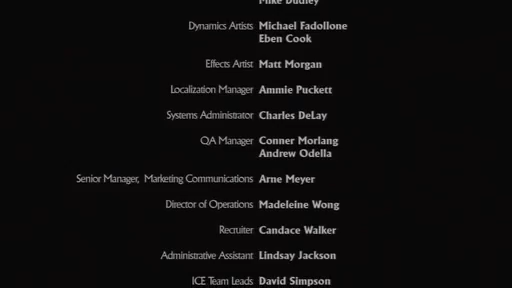 Mike Dudley
Dynamics Artists Michael Fadollone
Eben Cook
Effects Artist Matt Morgan
Localization Manager Ammie Puckett
Systems Administrator Charles DeLay
QA Manager Conner Morlang
Andrew Odella
Senior Manager, Marketing Communications Arne Meyer
Director of Operations Madeleine Wong
Recruiter Candace Walker
Administrative Assistant Lindsay Jackson
ICE Team Leads David Simpson